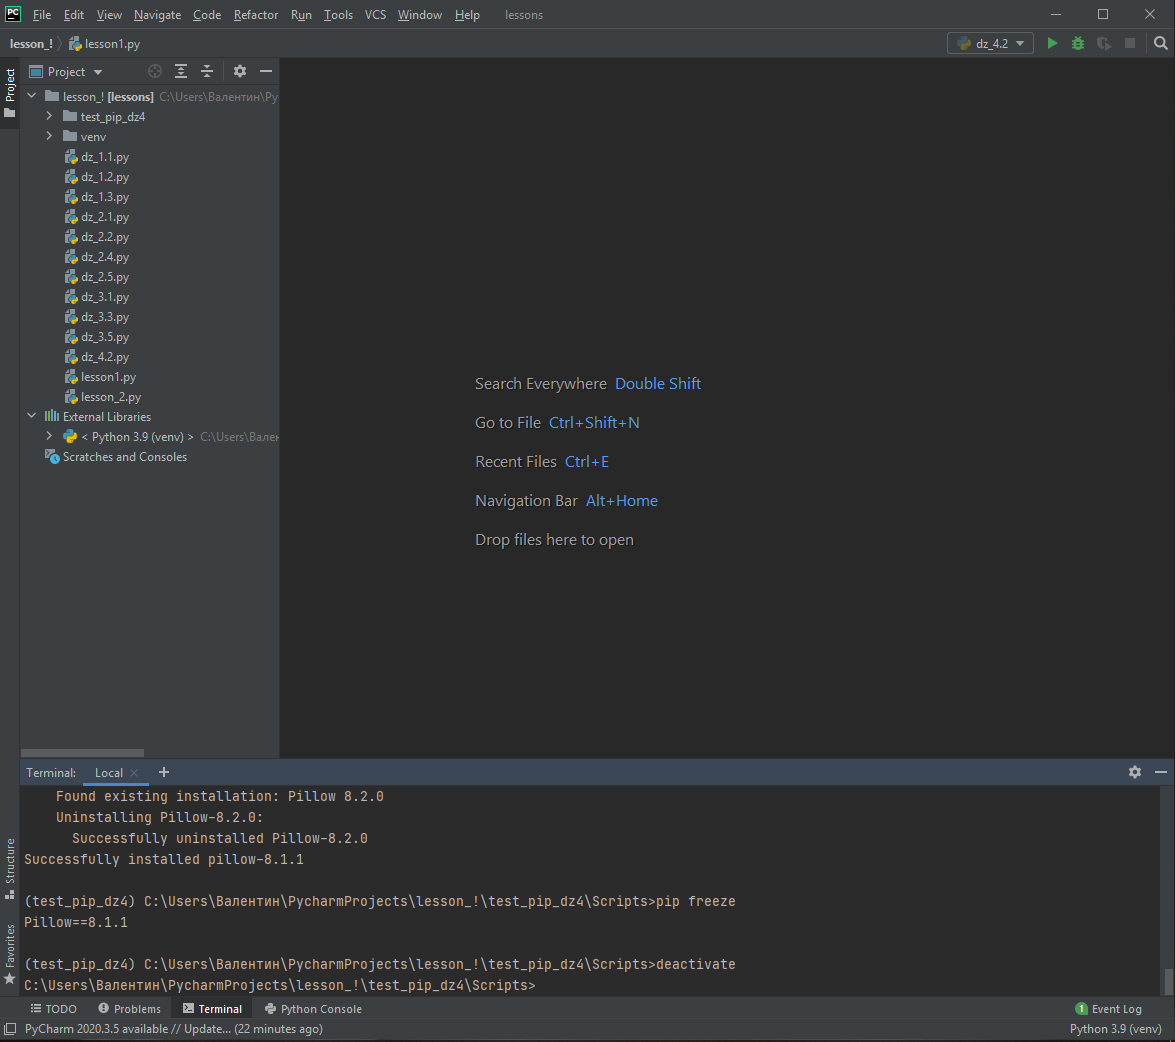 PC File Edit View Navigate Code Refactor Run Tools VCS Window Help lessons
lesson_! lesson1.py dz_4.2
Project
Project
lesson_! [lessons] C:\Users\Валентин\Py
test_pip_dz4
venv
dz_1.1.py
dz_1.2.py
dz_1.3.py
dz_2.1.py
dz_2.2.py
dz_2.4.py
dz_2.5.py
dz_3.1.py
dz_3.3.py
dz_3.5.py
dz_4.2.py
lesson1.py
lesson_2.py
External Libraries
< Python 3.9 (venv) > C:\Users\Вален
Scratches and Consoles
Search Everywhere Double Shift
Go to File Ctrl+Shift+N
Recent Files Ctrl+E
Navigation Bar Alt+Home
Drop files here to open
Terminal: Local
Found existing installation: Pillow 8.2.0
Uninstalling Pillow-8.2.0:
Successfully uninstalled Pillow-8.2.0
Successfully installed pillow-8.1.1
(test_pip_dz4) C:\Users\Валентин\PycharmProjects\lesson_!\test_pip_dz4\Scripts>pip freeze
Pillow==8.1.1
(test_pip_dz4) C:\Users\Валентин\PycharmProjects\lesson_!\test_pip_dz4\Scripts>deactivate
C:\Users\Валентин\PycharmProjects\lesson_!\test_pip_dz4\Scripts>
Structure
Favorites
TODO Problems Terminal Python Console 1 Event Log
PyCharm 2020.3.5 available // Update... (22 minutes ago) Python 3.9 (venv)